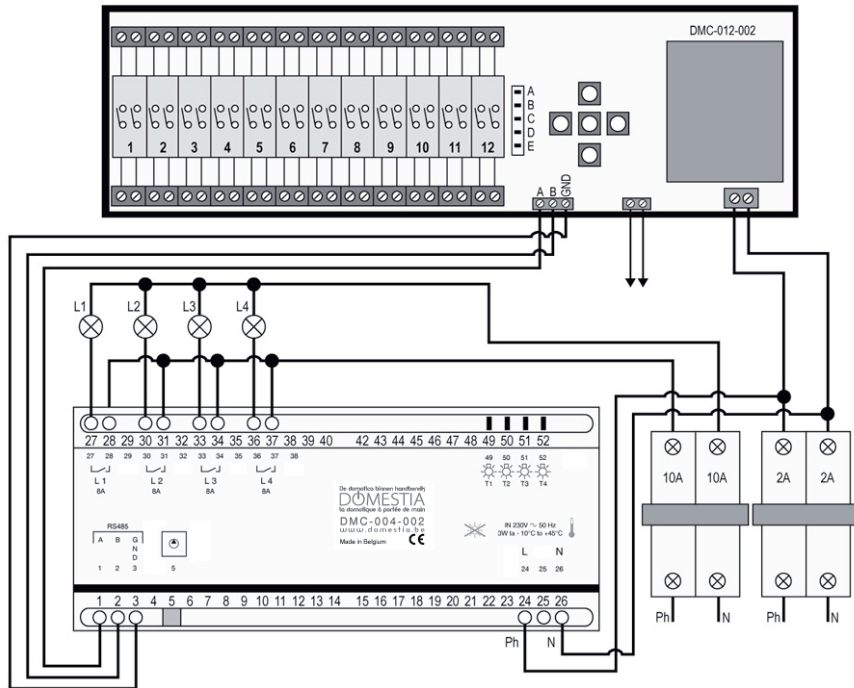 DMC-012-002
1 2 3 4 5 6 7 8 9 10 11 12
A
B
C
D
E
A B GND
L1 L2 L3 L4
27 28 29 30 31 32 33 34 35 36 37 38 39 40 42 43 44 45 46 47 48 49 50 51 52
27 28 29 30 31 32 33 34 35 36 37 38 49 50 51 52
L 1 L 2 L 3 L 4 T1 T2 T3 T4
8A 8A 8A 8A
De domotica binnen handbereik
DOMESTIA
la domotique à portée de main
DMC-004-002
www.domestia.be
Made in Belgium CE
RS485
A B GND
1 2 3 5
IN 230V ~ 50 Hz
3W ta - 10°C to +45°C
L N
24 25 26
1 2 3 4 5 6 7 8 9 10 11 12 13 14 15 16 17 18 19 20 21 22 23 24 25 26
Ph N
10A 10A 2A 2A
Ph N Ph N